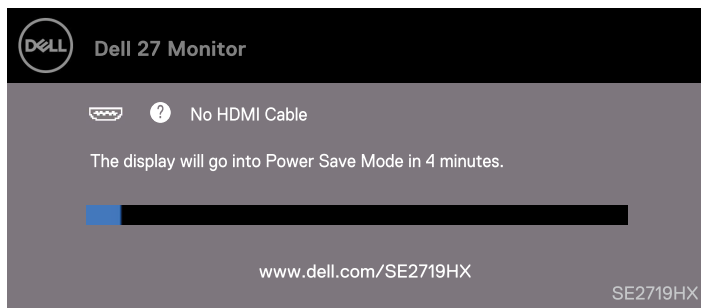 DELL
Dell 27 Monitor
? No HDMI Cable
The display will go into Power Save Mode in 4 minutes.
www.dell.com/SE2719HX
SE2719HX